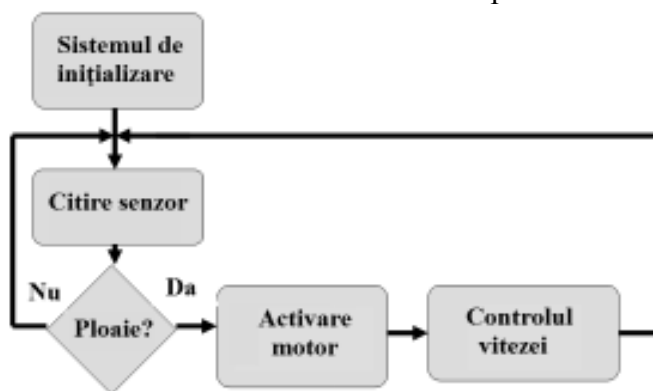 Sistemul de
inițializare
Citire senzor
Nu
Da
Ploaie?
Activare
motor
Controlul
vitezei